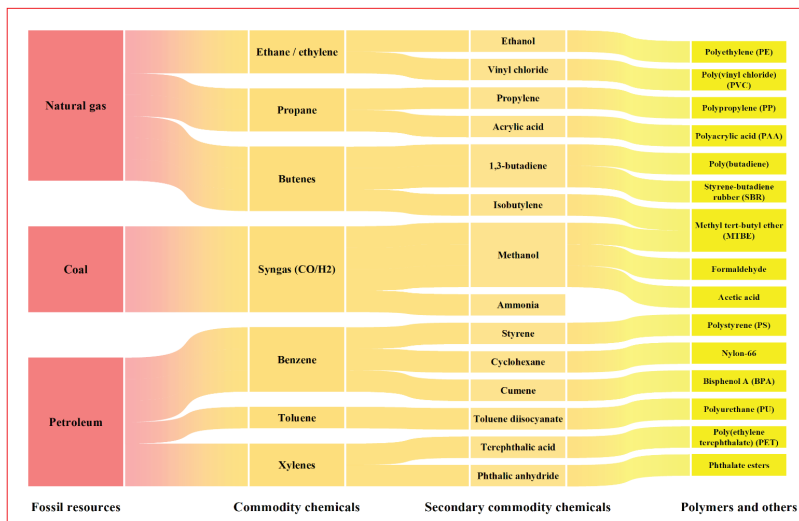 Natural gas
Coal
Petroleum
Fossil resources
Ethane / ethylene
Propane
Butenes
Syngas (CO/H2)
Benzene
Toluene
Xylenes
Commodity chemicals
Ethanol
Vinyl chloride
Propylene
Acrylic acid
1,3-butadiene
Isobutylene
Methanol
Ammonia
Styrene
Cyclohexane
Cumene
Toluene diisocyanate
Terephthalic acid
Phthalic anhydride
Secondary commodity chemicals
Polyethylene (PE)
Poly(vinyl chloride)
(PVC)
Polypropylene (PP)
Polyacrylic acid (PAA)
Poly(butadiene)
Styrene-butadiene
rubber (SBR)
Methyl tert-butyl ether
(MTBE)
Formaldehyde
Acetic acid
Polystyrene (PS)
Nylon-66
Bisphenol A (BPA)
Polyurethane (PU)
Poly(ethylene
terephthalate) (PET)
Phthalate esters
Polymers and others